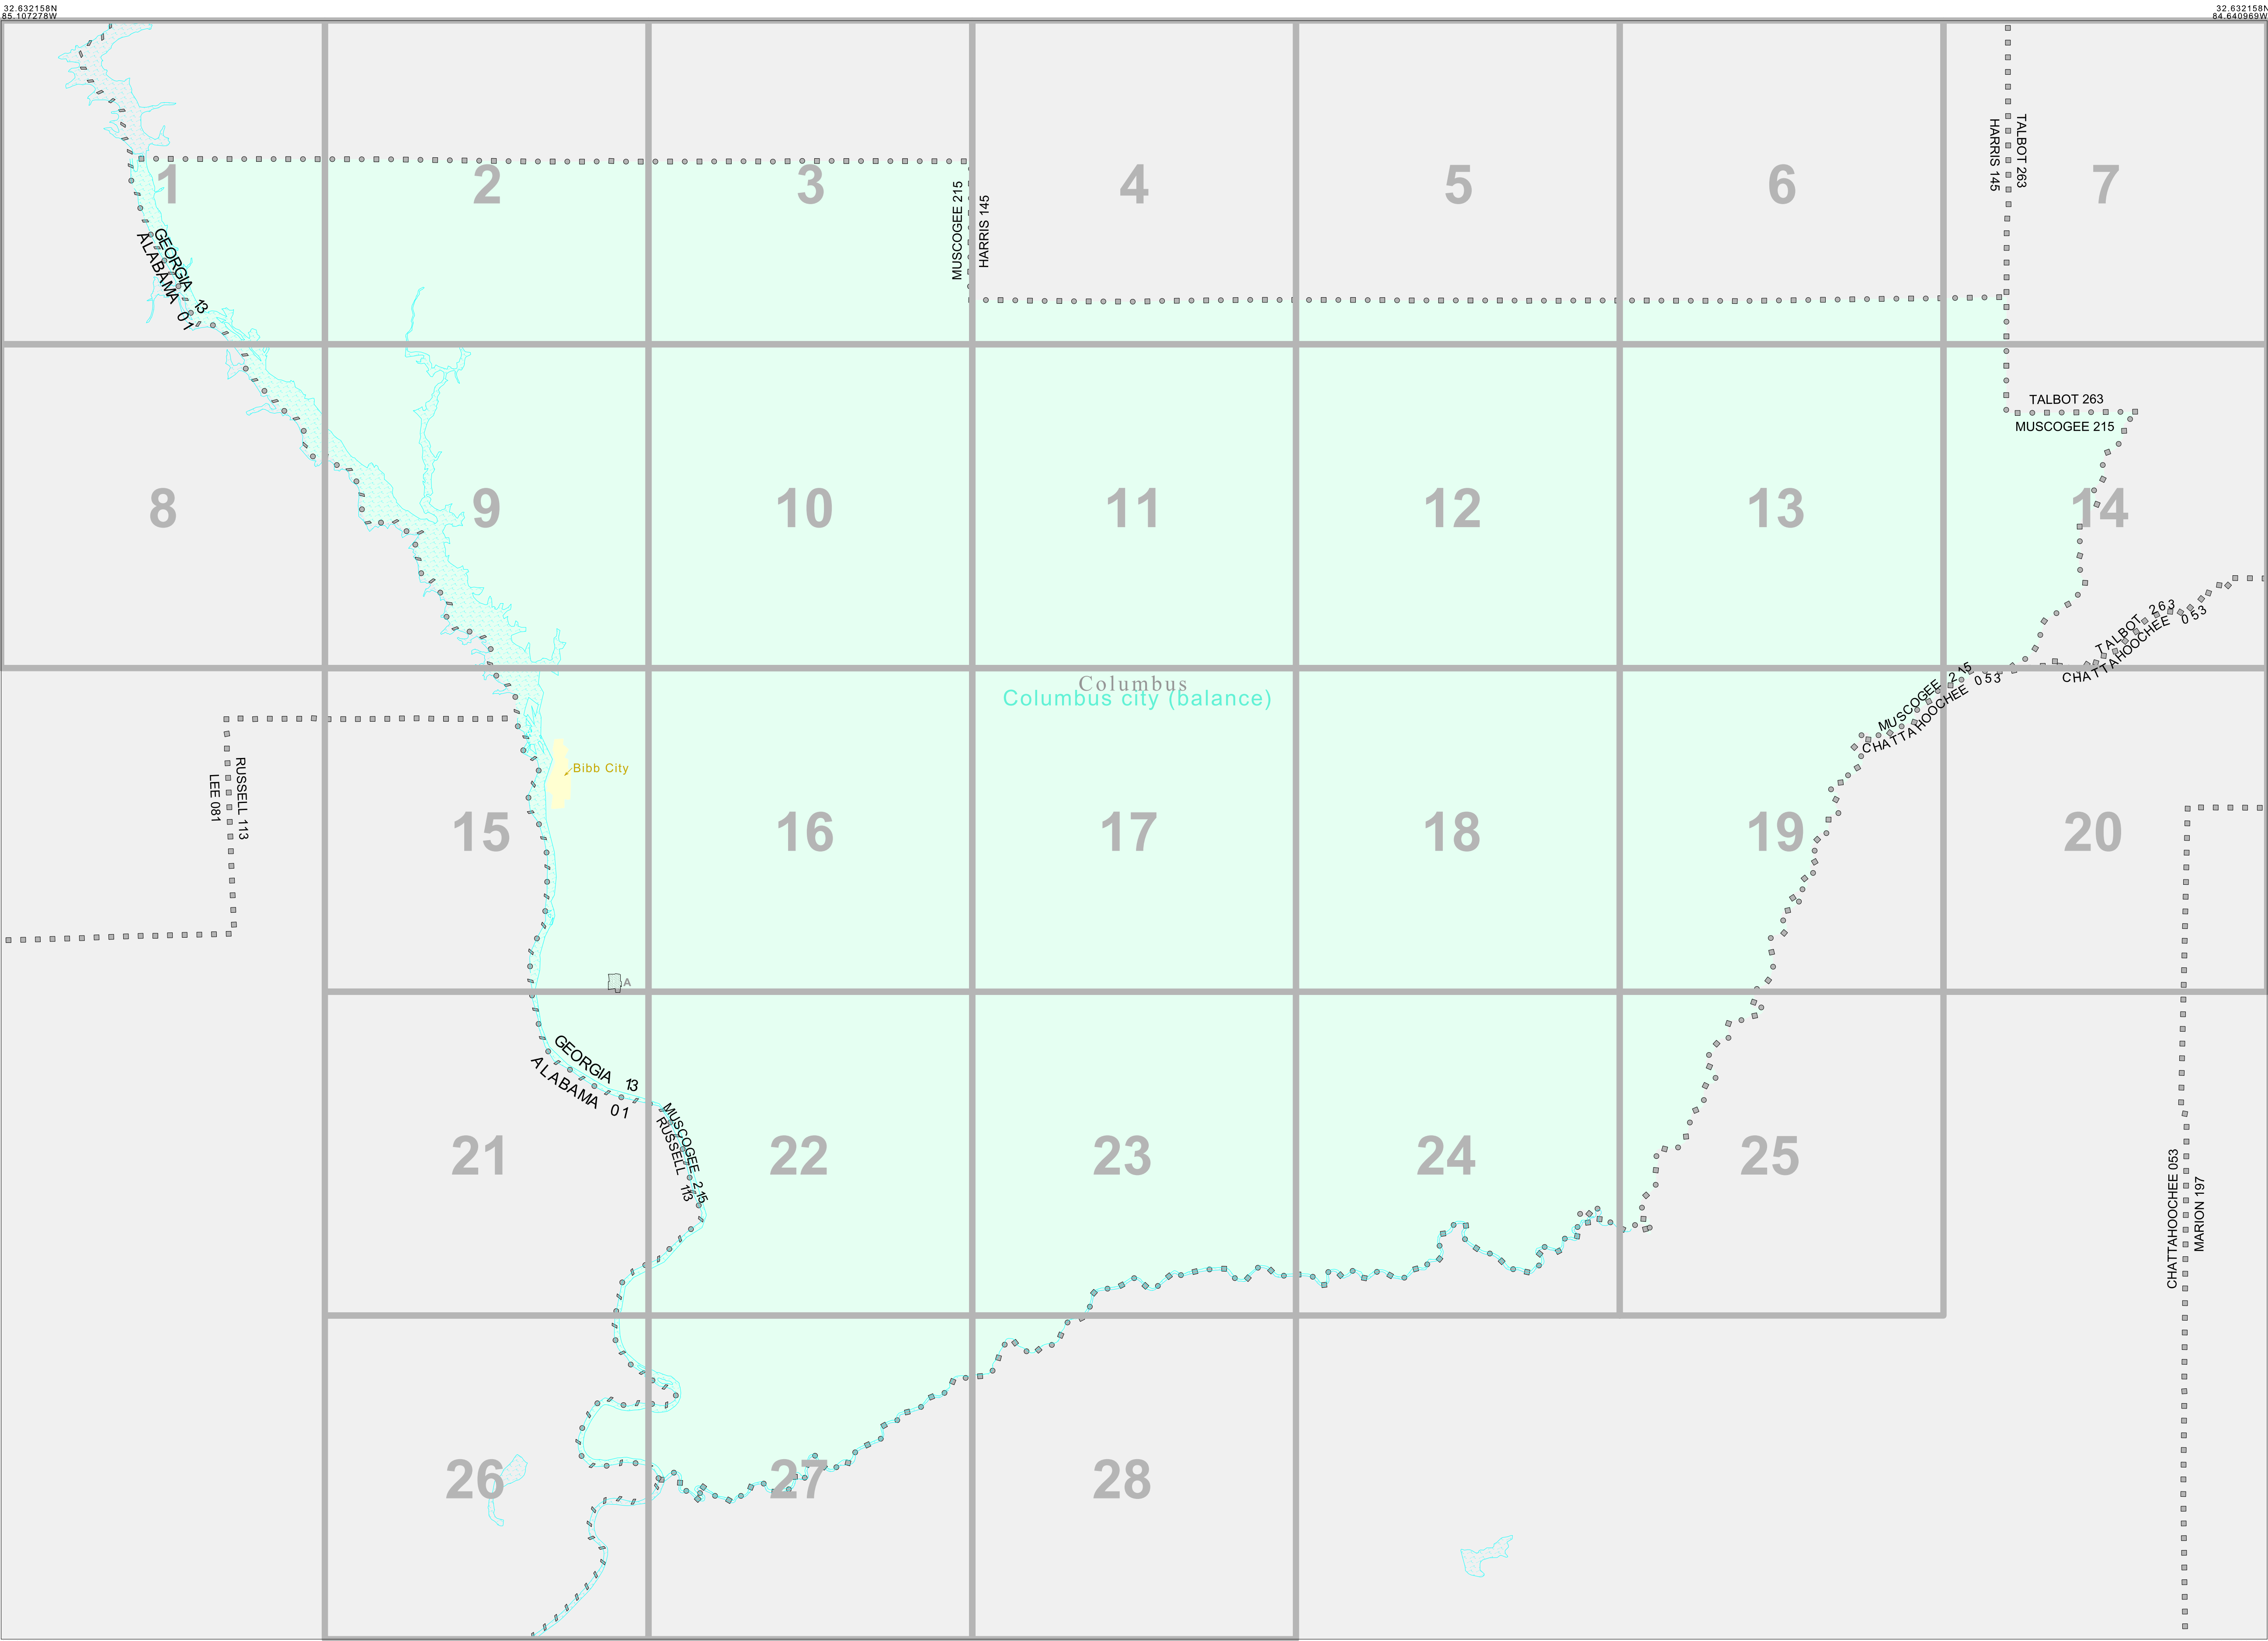 32.632158N
85.107278W
32.632158N
84.640969W
TALBOT 263
HARRIS 145
1
2
3
4
5
6
7
MUSCOGEE 215
HARRIS 145
GEORGIA 13
ALABAMA 01
TALBOT 263
MUSCOGEE 215
8
9
10
11
12
13
14
TALBOT 263
CHATTAHOOCHEE 053
MUSCOGEE 215
CHATTAHOOCHEE 053
Columbus
Columbus city (balance)
Bibb City
RUSSELL 113
LEE 081
15
16
17
18
19
20
A
GEORGIA 13
ALABAMA 01
MUSCOGEE 215
RUSSELL 113
21
22
23
24
25
CHATTAHOOCHEE 053
MARION 197
26
27
28